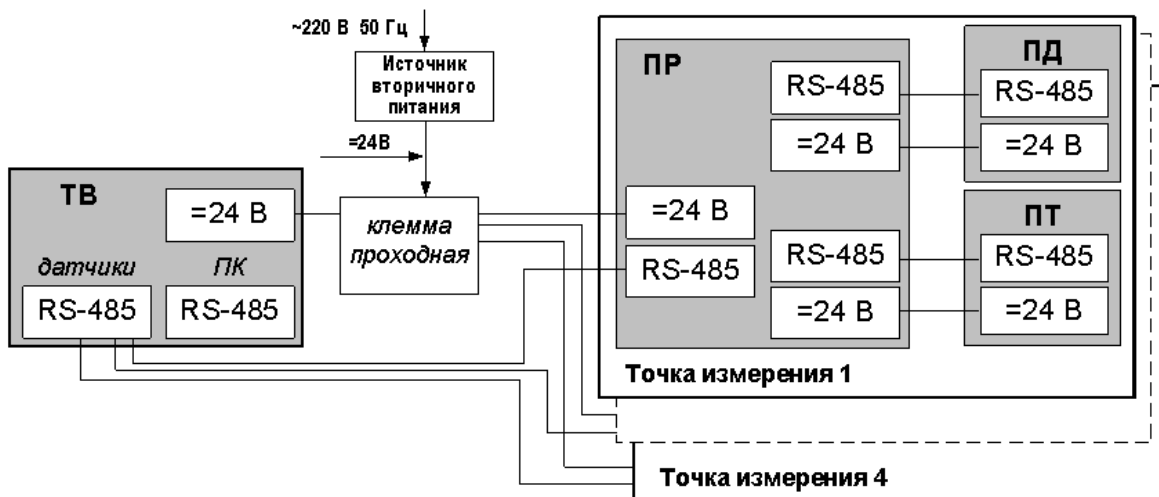 ~220 В 50 Гц
Источник
вторичного
питания
=24В
ТВ
=24 В
датчики
ПК
RS-485
RS-485
клемма
проходная
ПР
RS-485
=24 В
=24 В
RS-485
RS-485
=24 В
ПД
RS-485
=24 В
ПТ
RS-485
=24 В
Точка измерения 1
Точка измерения 4